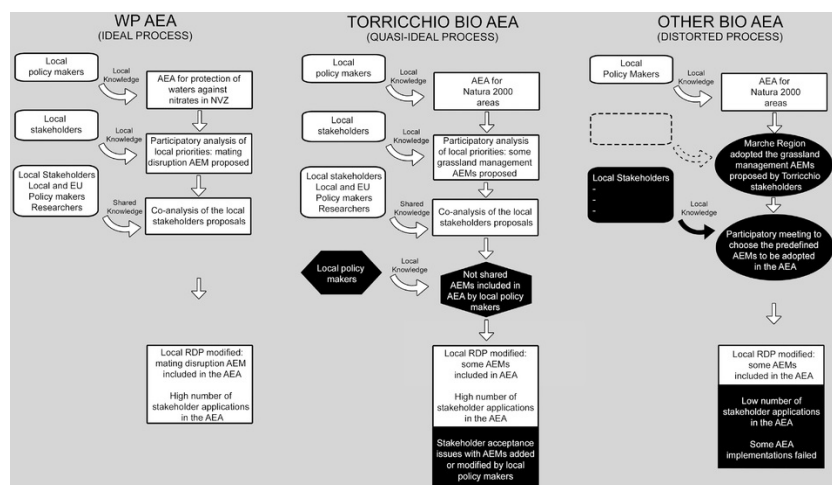 WP AEA
(IDEAL PROCESS)
Local
policy makers
Local
Knowledge
AEA for protection of
waters against
nitrates in NVZ
Local
stakeholders
Local
Knowledge
Participatory analysis
of local priorities: mating
disruption AEM proposed
Local Stakeholders
Local and EU
Policy makers
Researchers
Shared Knowledge
Co-analysis of the local
stakeholders proposals
Local RDP modified:
mating disruption AEM
included in the AEA
High number of
stakeholder applications
in the AEA
TORRICCHIO BIO AEA
(QUASI-IDEAL PROCESS)
Local
policy makers
Local
Knowledge
AEA for
Natura 2000
areas
Local
stakeholders
Local
Knowledge
Participatory analysis
of local priorities: some
grassland management
AEMs proposed
Local stakeholders
Local and EU
Policy makers
Researchers
Shared
Knowledge
Co-analysis of the local
stakeholders proposals
Local policy
makers
Local
Knowledge
Not shared
AEMs included in
AEA by local policy
makers
Local RDP modified:
some AEMs
included in AEA
High number of
stakeholder applications
in the AEA
Stakeholder acceptance
issues with AEMs added
or modified by local
policy makers
OTHER BIO AEA
(DISTORTED PROCESS)
Local
Policy Makers
Local
Knowledge
AEA for
Natura 2000
areas
Marche Region
adopted the grassland
management AEMs
proposed by Torricchio
stakeholders
Local Stakeholders
-
-
-
Local
Knowledge
Participatory meeting to
choose the predefined
AEMs to be adopted
in the AEA
Local RDP modified:
some AEMs
included in the AEA
Low number of
stakeholder applications
in the AEA
Some AEA
implementations failed